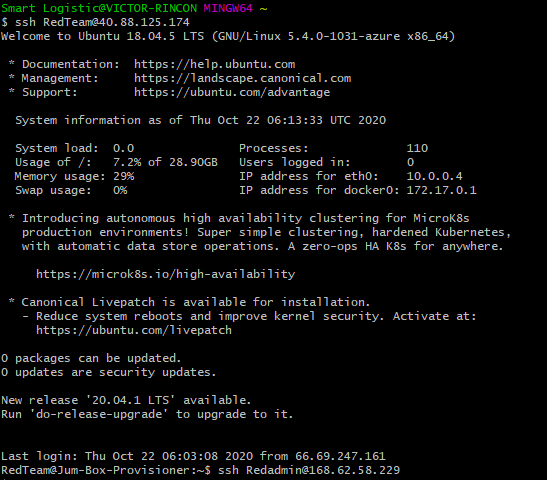 Smart Logistic@VICTOR-RINCON MINGW64 ~
$ ssh RedTeam@40.88.125.174
Welcome to Ubuntu 18.04.5 LTS (GNU/Linux 5.4.0-1031-azure x86_64)

 * Documentation:  https://help.ubuntu.com
 * Management:     https://landscape.canonical.com
 * Support:        https://ubuntu.com/advantage

  System information as of Thu Oct 22 06:13:33 UTC 2020

  System load:  0.0               Processes:              110
  Usage of /:   7.2% of 28.90GB   Users logged in:        0
  Memory usage: 29%               IP address for eth0:    10.0.0.4
  Swap usage:   0%                IP address for docker0: 172.17.0.1

 * Introducing autonomous high availability clustering for MicroK8s
   production environments! Super simple clustering, hardened Kubernetes,
   with automatic data store operations. A zero-ops HA K8s for anywhere.

     https://microk8s.io/high-availability

 * Canonical Livepatch is available for installation.
   - Reduce system reboots and improve kernel security. Activate at:
     https://ubuntu.com/livepatch

0 packages can be updated.
0 updates are security updates.

New release '20.04.1 LTS' available.
Run 'do-release-upgrade' to upgrade to it.


Last login: Thu Oct 22 06:03:08 2020 from 66.69.247.161
RedTeam@Jum-Box-Provisioner:~$ ssh Redadmin@168.62.58.229